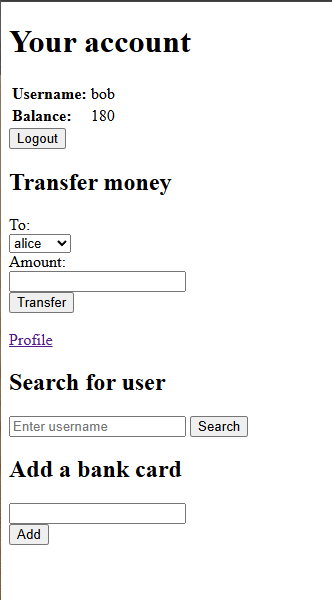 Your account
Username: bob
Balance: 180
Logout
Transfer money
To:
alice
Amount:
Transfer
Profile
Search for user
Enter username Search
Add a bank card
Add